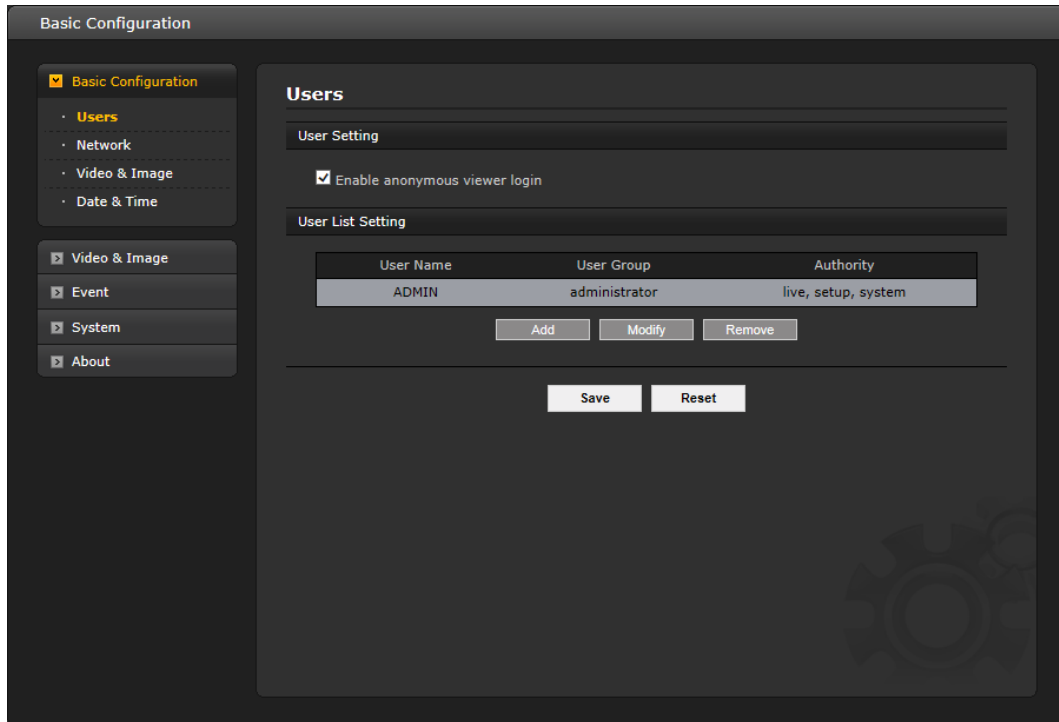 Basic Configuration
Basic Configuration
· Users
· Network
· Video & Image
· Date & Time
Video & Image
Event
System
About
Users
User Setting
Enable anonymous viewer login
User List Setting
User Name User Group Authority
ADMIN administrator live, setup, system
Add Modify Remove
Save Reset